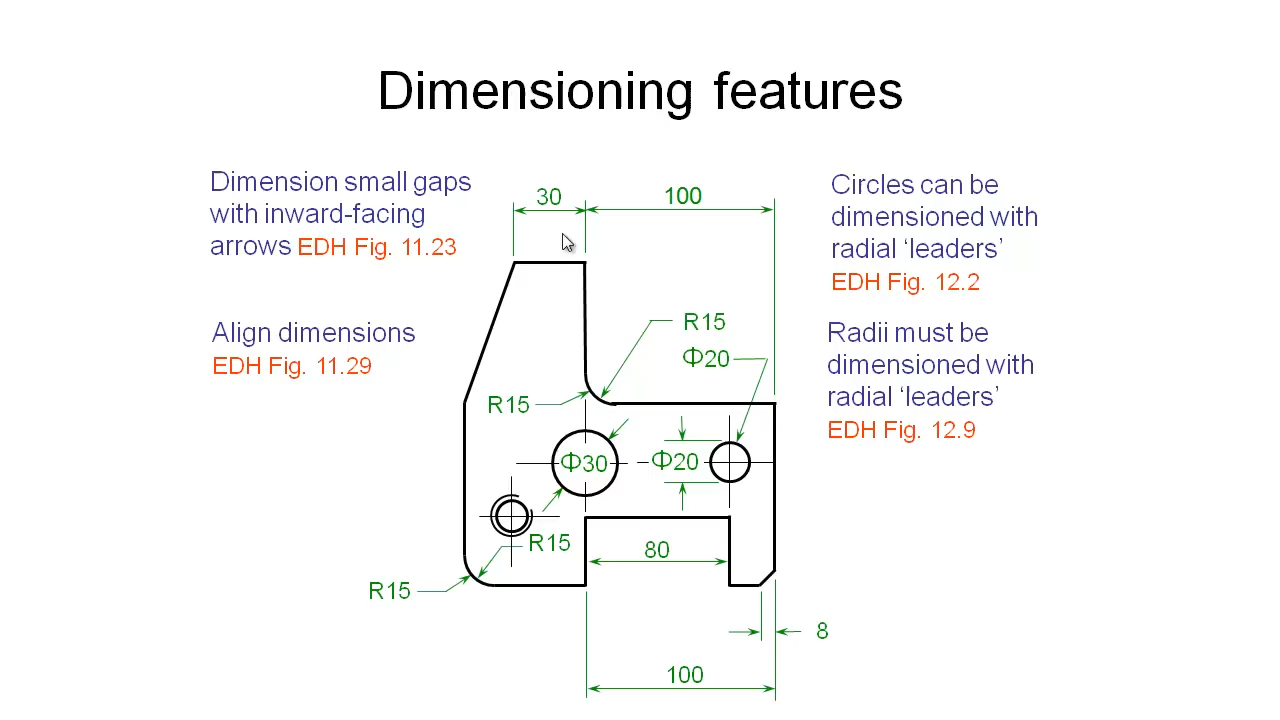 Dimensioning features
Dimension small gaps
with inward-facing
arrows EDH Fig. 11.23
Align dimensions
EDH Fig. 11.29
30
100
Circles can be
dimensioned with
radial ‘leaders’
EDH Fig. 12.2
Radii must be
dimensioned with
radial ‘leaders’
EDH Fig. 12.9
R15
Φ20
R15
Φ30
Φ20
R15
80
R15
8
100